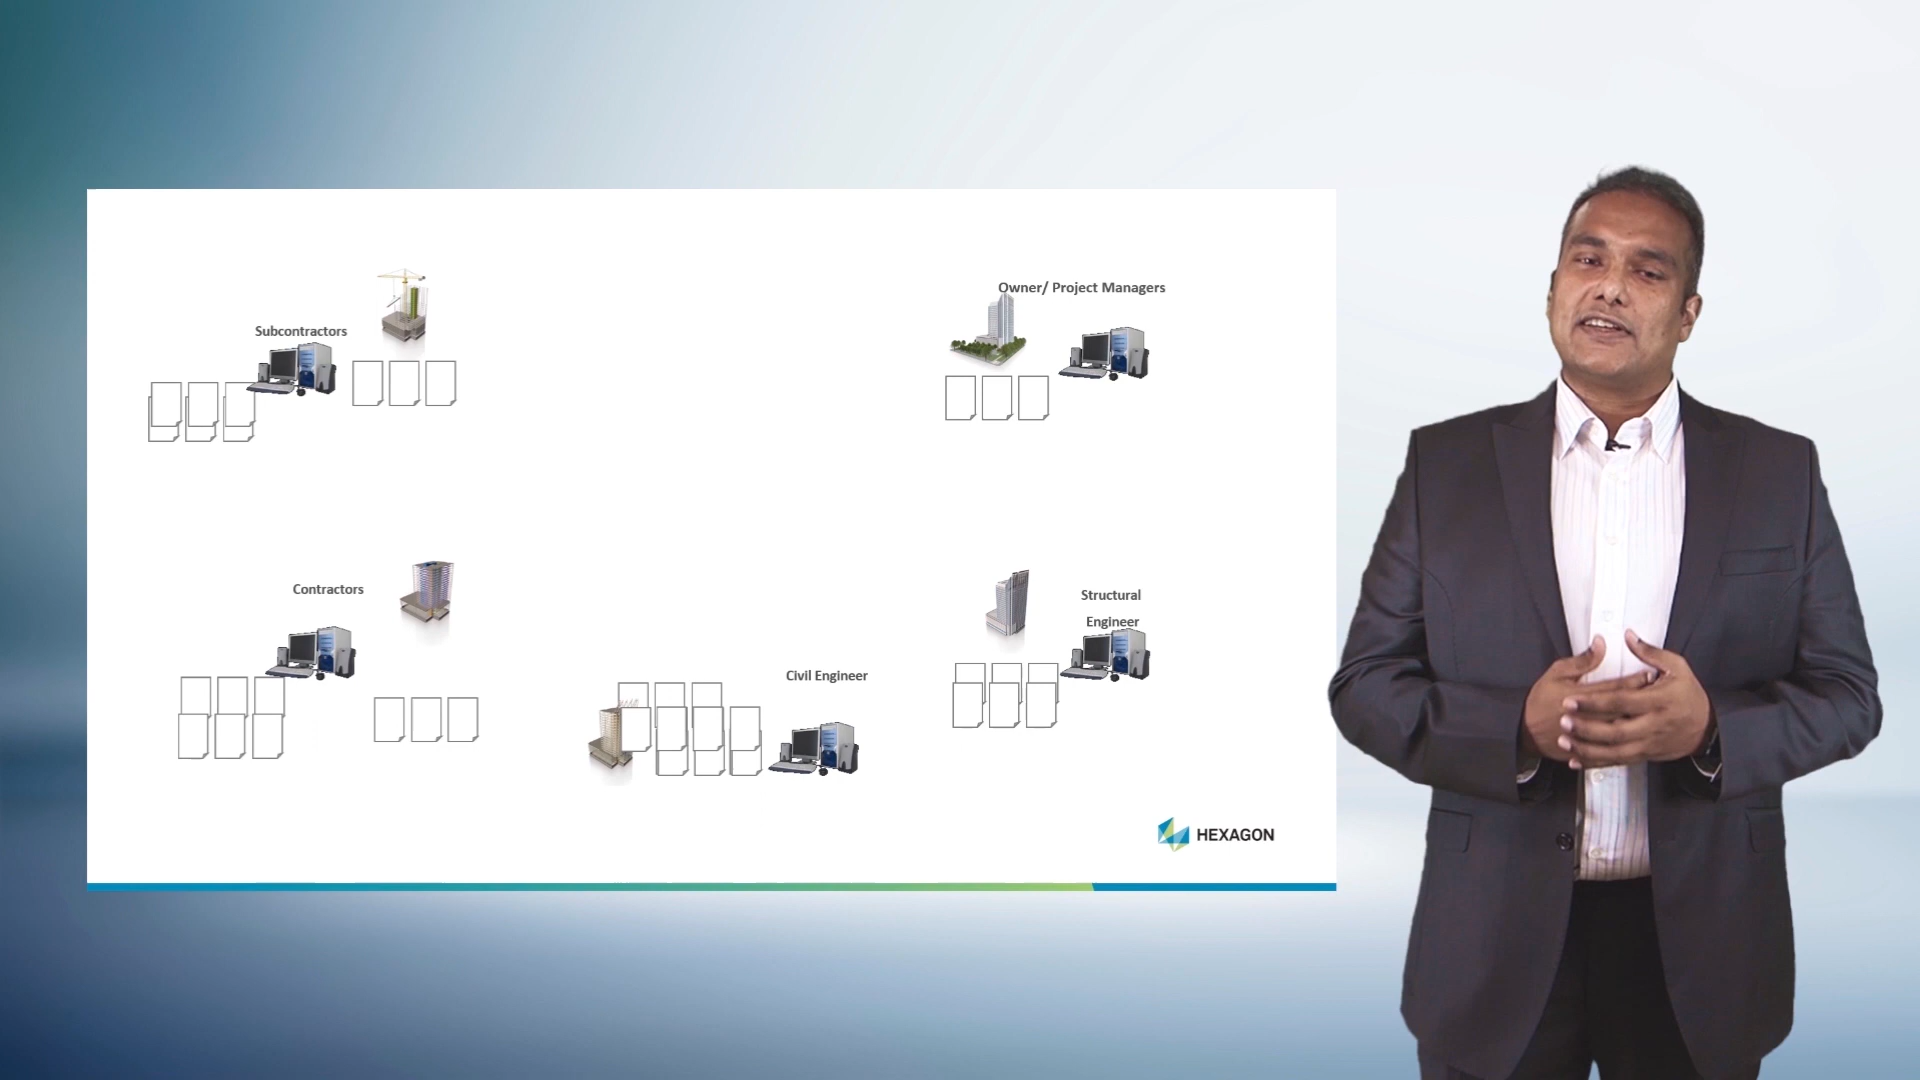 Owner/ Project Managers
Subcontractors
Contractors
Structural
Engineer
Civil Engineer
HEXAGON